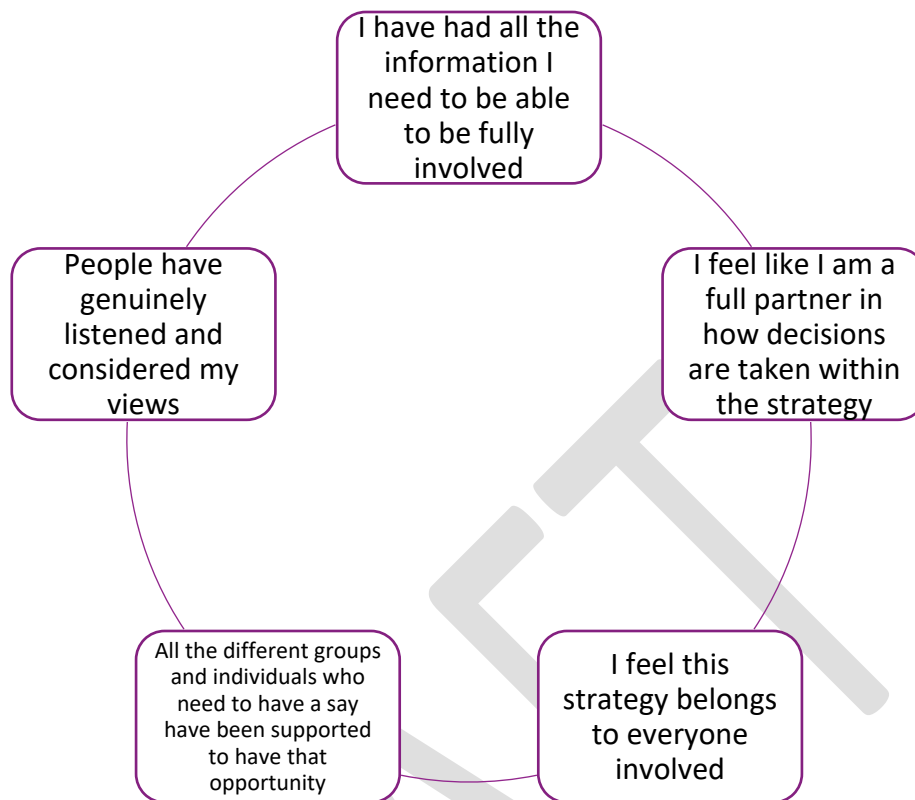 I have had all the
information I
need to be able
to be fully
involved
I feel like I am a
full partner in
how decisions
are taken within
the strategy
I feel this
strategy belongs
to everyone
involved
All the different groups
and individuals who
need to have a say
have been supported
to have that
opportunity
People have
genuinely
listened and
considered my
views